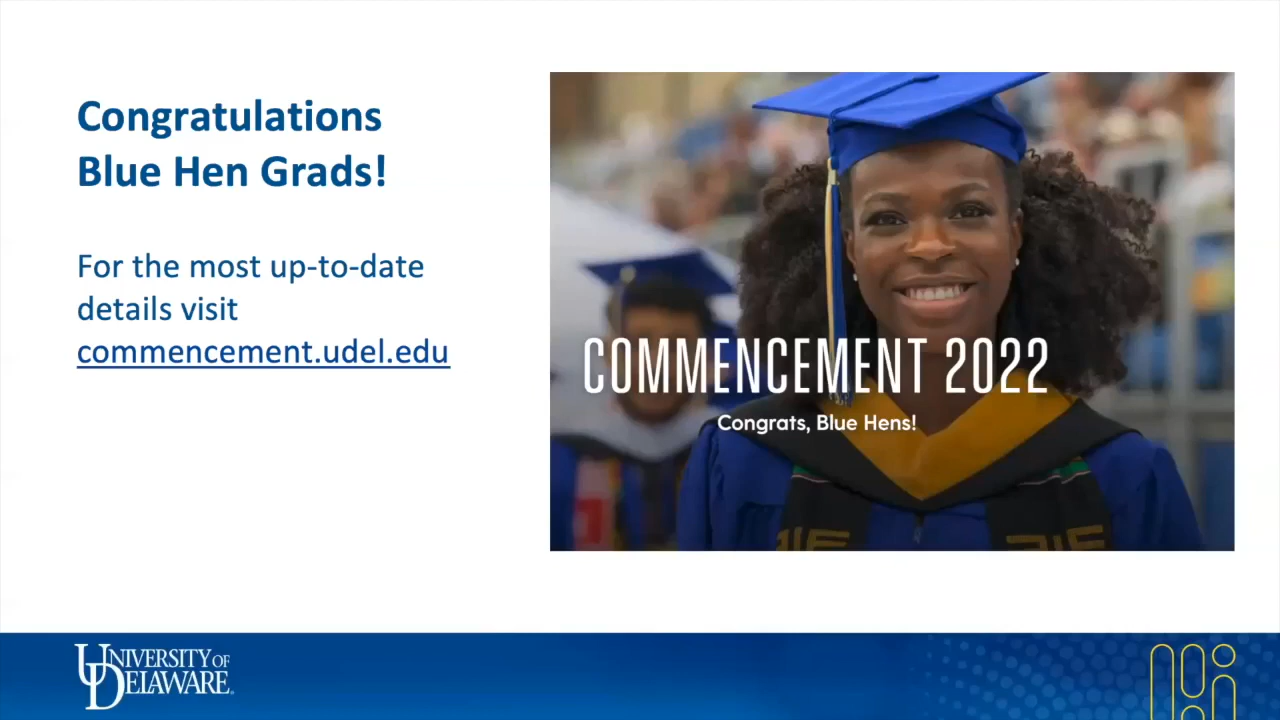 Congratulations
Blue Hen Grads!
For the most up-to-date
details visit
commencement.udel.edu
COMMENCEMENT 2022
Congrats, Blue Hens!
UNIVERSITY OF
DELAWARE